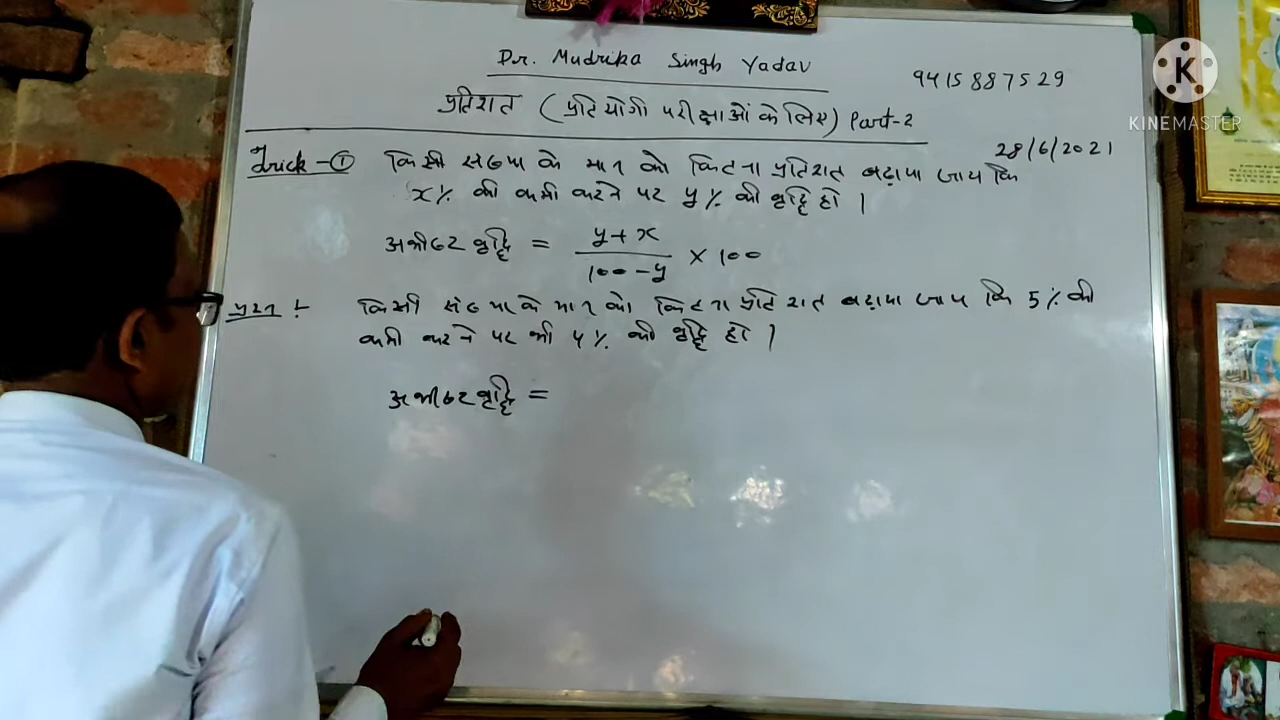 Dr. Mudrika Singh Yadav
9415887529
KINEMASTER
प्रतिशत (प्रतियोगी परीक्षाओं के लिए) Part-2
28/6/2021
Trick-① किसी संख्या के मान को कितना प्रतिशत बढ़ाया जाय कि
x% की कमी करने पर y% की वृद्धि हो।
अभीष्ट वृद्धि = y+x / 100-y × 100
प्रश्न :- किसी संख्या के मान को कितना प्रतिशत बढ़ाया जाय कि 5% की
कमी करने पर भी 4% की वृद्धि हो।
अभीष्ट वृद्धि =